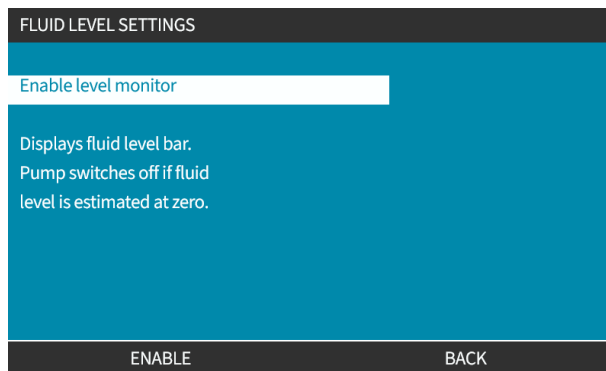 FLUID LEVEL SETTINGS
Enable level monitor
Displays fluid level bar.
Pump switches off if fluid
level is estimated at zero.
ENABLE
BACK